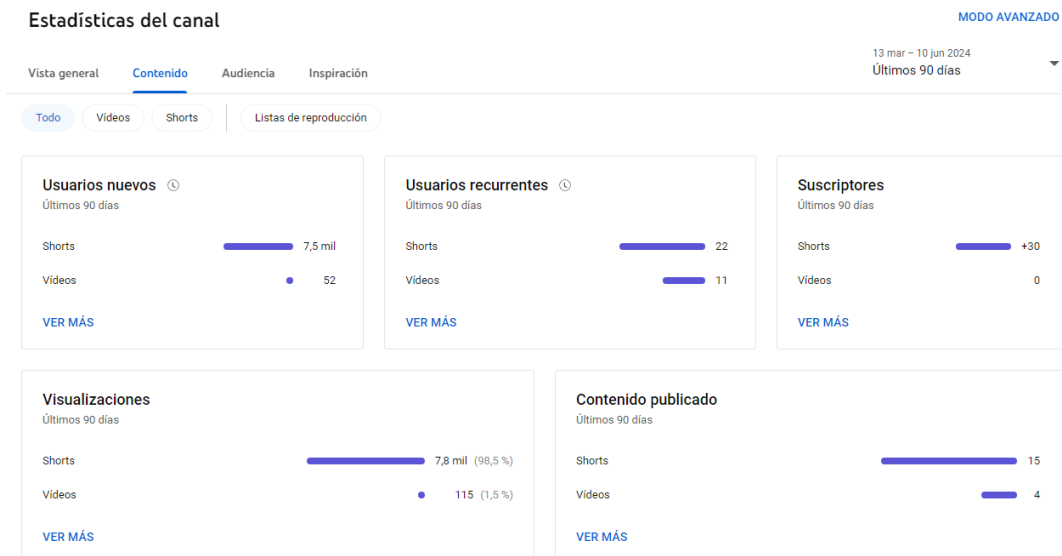 Estadísticas del canal
MODO AVANZADO
Vista general Contenido Audiencia Inspiración
13 mar – 10 jun 2024
Últimos 90 días
Todo Vídeos Shorts Listas de reproducción
Usuarios nuevos
Últimos 90 días
Shorts 7,5 mil
Vídeos 52
VER MÁS
Usuarios recurrentes
Últimos 90 días
Shorts 22
Vídeos 11
VER MÁS
Suscriptores
Últimos 90 días
Shorts +30
Vídeos 0
VER MÁS
Visualizaciones
Últimos 90 días
Shorts 7,8 mil (98,5 %)
Vídeos 115 (1,5 %)
VER MÁS
Contenido publicado
Últimos 90 días
Shorts 15
Vídeos 4
VER MÁS